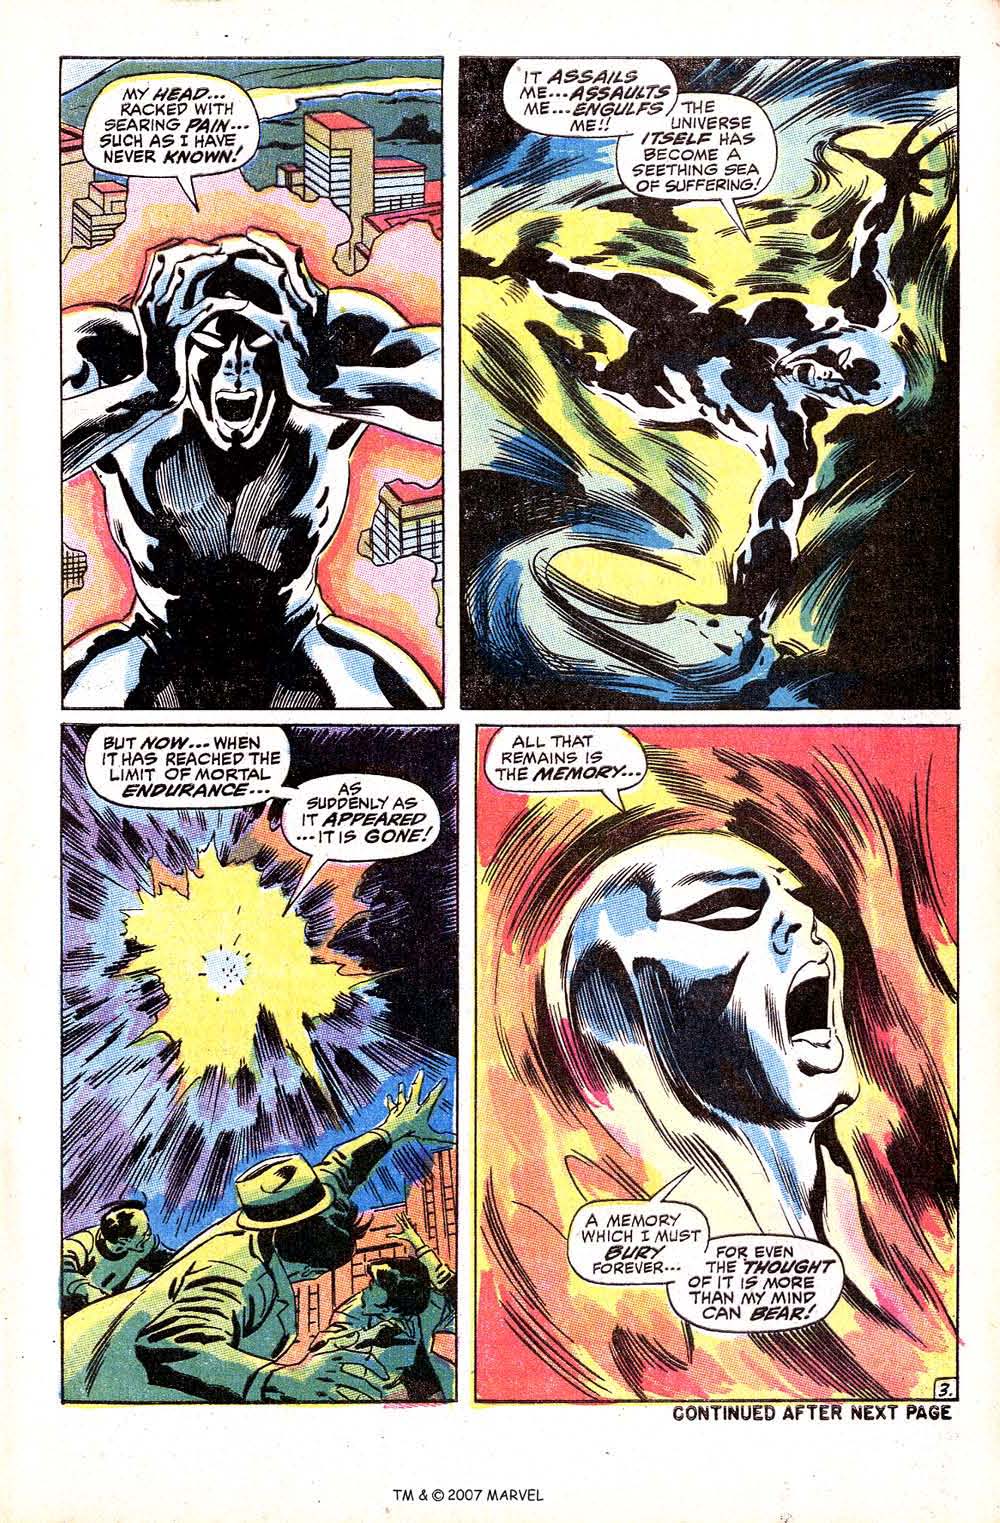 MY HEAD...
RACKED WITH
SEARING PAIN...
SUCH AS I HAVE
NEVER KNOWN!
IT ASSAILS
ME...ASSAULTS
ME...ENGULFS
ME!!
THE
UNIVERSE
ITSELF HAS
BECOME A
SEETHING SEA
OF SUFFERING!
BUT NOW... WHEN
IT HAS REACHED THE
LIMIT OF MORTAL
ENDURANCE...
AS
SUDDENLY AS
IT APPEARED
...IT IS GONE!
ALL THAT
REMAINS IS
THE MEMORY...
A MEMORY
WHICH I MUST
BURY
FOREVER...
FOR EVEN
THE THOUGHT
OF IT IS MORE
THAN MY MIND
CAN BEAR!
3.
CONTINUED AFTER NEXT PAGE
TM & © 2007 MARVEL